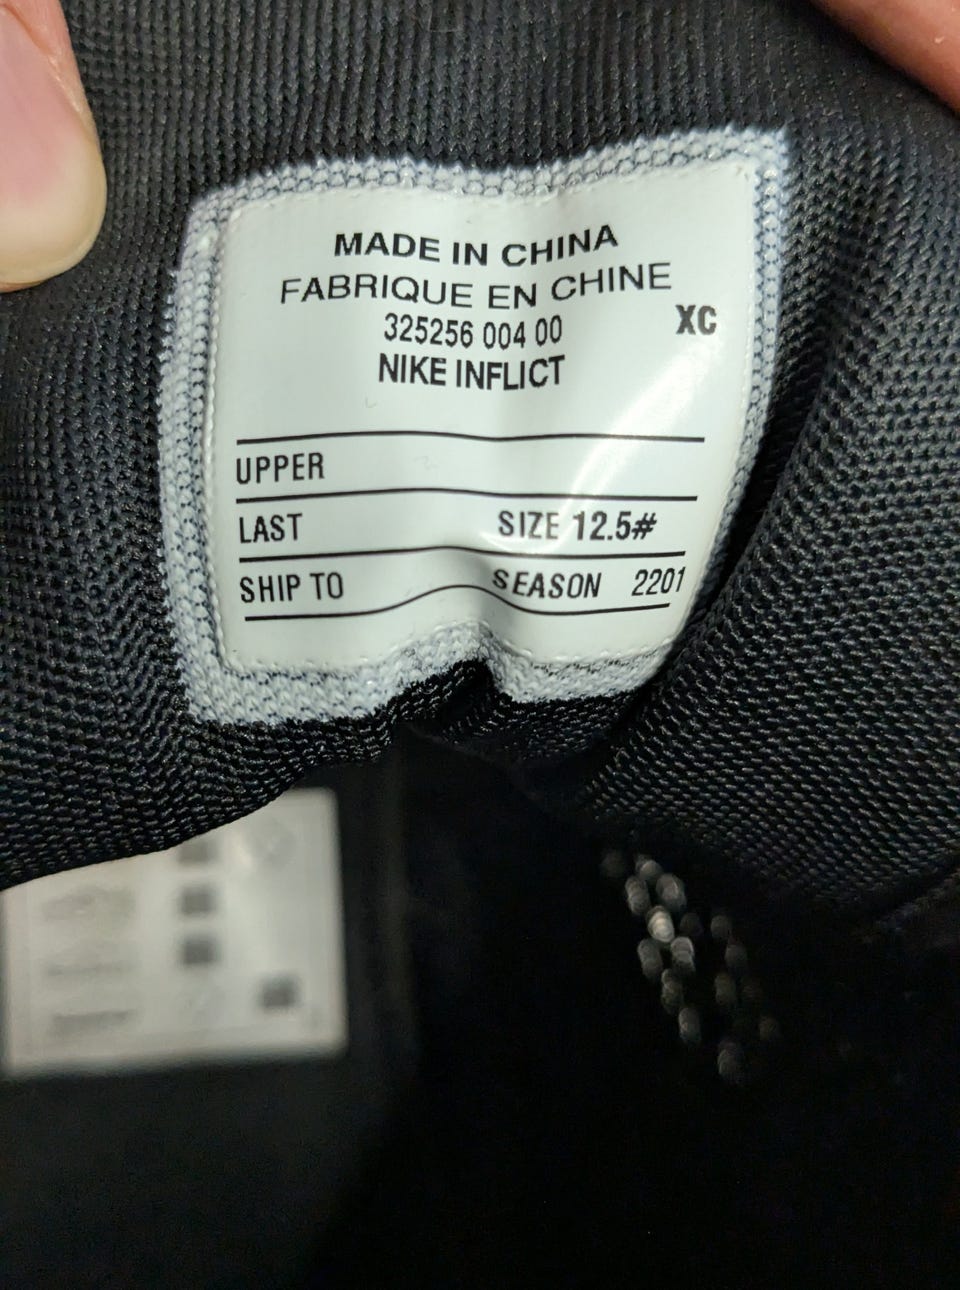 MADE IN CHINA
FABRIQUE EN CHINE
325256 004 00 XC
NIKE INFLICT
UPPER
LAST SIZE 12.5#
SHIP TO SEASON 2201